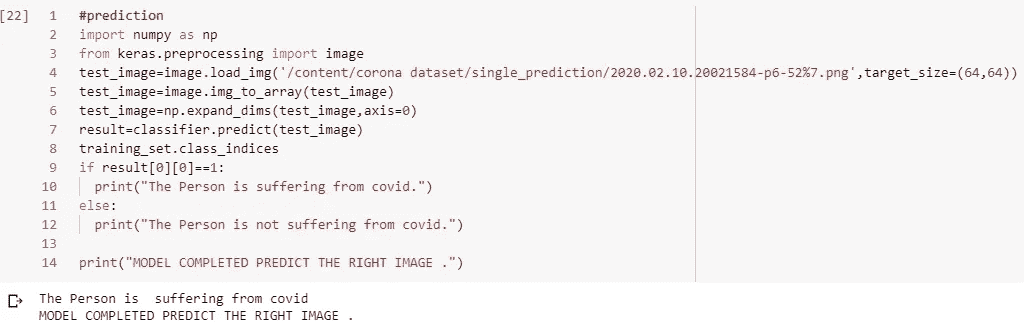 [22] 1 #prediction
2 import numpy as np
3 from keras.preprocessing import image
4 test_image=image.load_img('/content/corona dataset/single_prediction/2020.02.10.20021584-p6-52%7.png',target_size=(64,64))
5 test_image=image.img_to_array(test_image)
6 test_image=np.expand_dims(test_image,axis=0)
7 result=classifier.predict(test_image)
8 training_set.class_indices
9 if result[0][0]==1:
10 print("The Person is suffering from covid.")
11 else:
12 print("The Person is not suffering from covid.")
13
14 print("MODEL COMPLETED PREDICT THE RIGHT IMAGE .")
The Person is  suffering from covid
MODEL COMPLETED PREDICT THE RIGHT IMAGE .